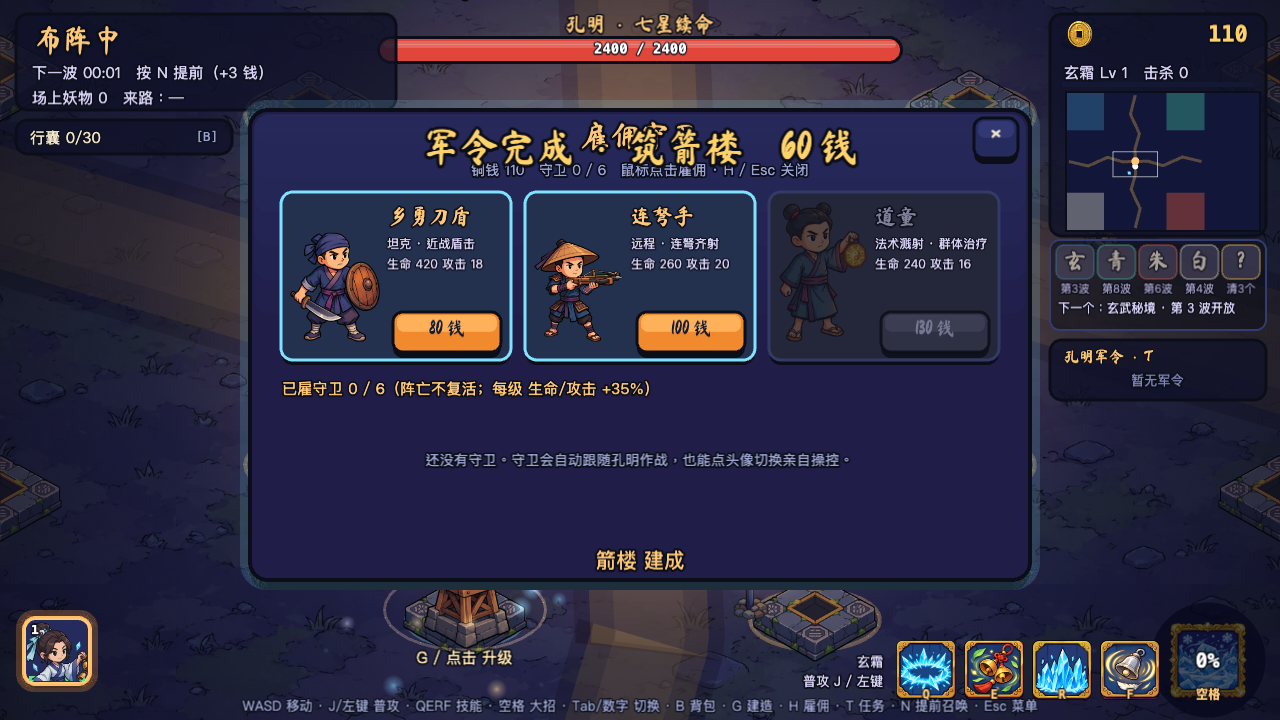 布阵中
下一波 00:01 按 N 提前 (+3 钱)
场上妖物 0 来路：—
行囊 0/30 [B]
孔明 · 七星续命
2400 / 2400
110
玄霜 Lv 1 击杀 0
军令完成 筑箭楼 60 钱
铜钱 110 守卫 0 / 6 鼠标点击雇佣 · H / Esc 关闭
×
乡勇刀盾
坦克 · 近战盾击
生命 420 攻击 18
80 钱
连弩手
远程 · 连弩齐射
生命 260 攻击 20
100 钱
道童
法术溅射 · 群体治疗
生命 240 攻击 16
130 钱
已雇守卫 0 / 6（阵亡不复活；每级 生命/攻击 +35%）
还没有守卫。守卫会自动跟随孔明作战，也能点头像切换亲自操控。
箭楼 建成
玄 青 朱 白 ?
第3波 第8波 第6波 第4波 清3个
下一个：玄武秘境 · 第 3 波开放
孔明军令 · T
暂无军令
1
G / 点击 升级
玄霜
普攻 J / 左键
Q E R F
0%
空格
WASD 移动 · J/左键 普攻 · QERF 技能 · 空格 大招 · Tab/数字 切换 · B 背包 · G 建造 · H 雇佣 · T 任务 · N 提前召唤 · Esc 菜单